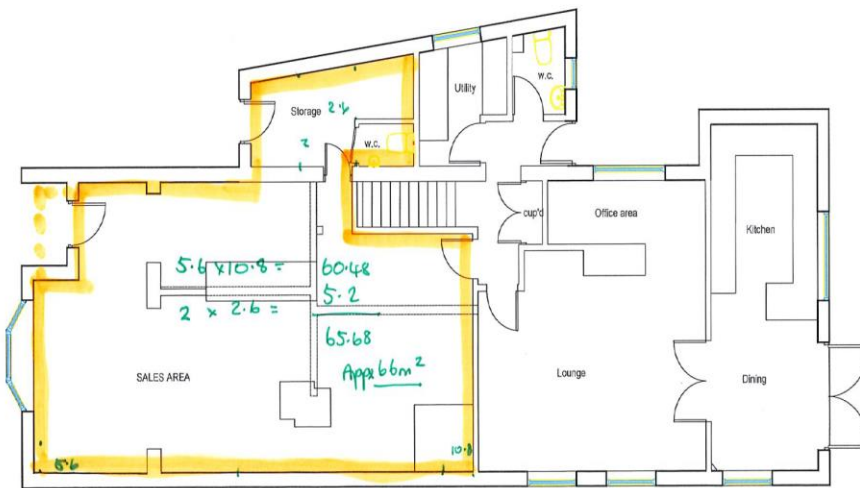 w.c.
Utility
Storage 2.6
2
w.c.
cup'd
Office area
Kitchen
5.6 x 10.8 = 60.48
2 x 2.6 = 5.2
65.68
Appx 66m²
SALES AREA
Lounge
Dining
5.6
10.8